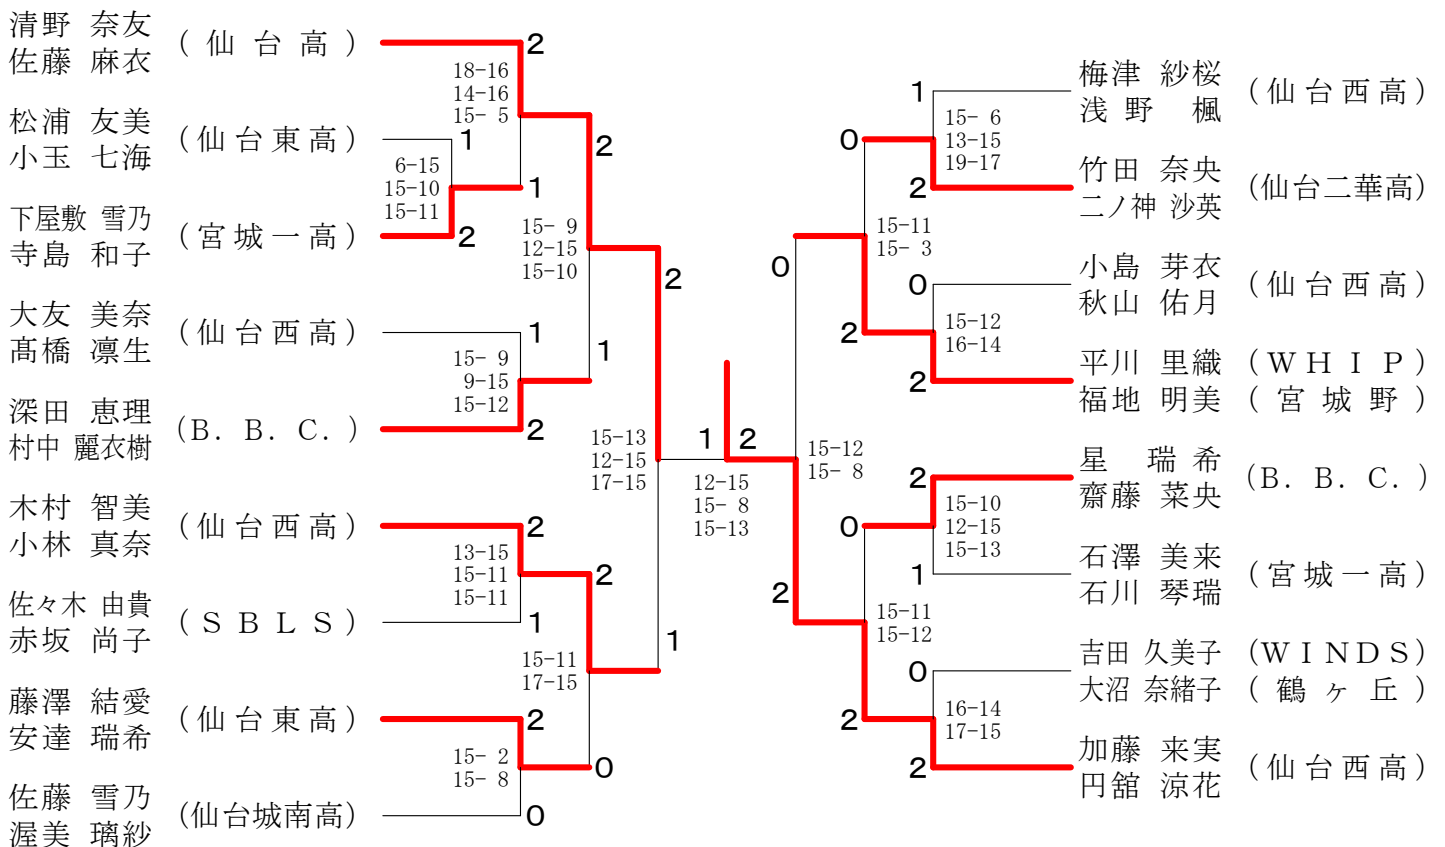 清野 奈友
佐藤 麻衣
(仙台高)
2
18-16
14-16
15- 5
松浦 友美
小玉 七海
(仙台東高)
1
6-15
15-10
15-11
1
下屋敷 雪乃
寺島 和子
(宮城一高)
2
2
15- 9
12-15
15-10
大友 美奈
髙橋 凛生
(仙台西高)
1
15- 9
9-15
15-12
1
深田 恵理
村中 麗衣樹
(B. B. C.)
2
2
15-13
12-15
17-15
木村 智美
小林 真奈
(仙台西高)
2
13-15
15-11
15-11
2
佐々木 由貴
赤坂 尚子
(SBLS)
1
15-11
17-15
1
藤澤 結愛
安達 瑞希
(仙台東高)
2
15- 2
15- 8
0
佐藤 雪乃
渥美 璃紗
(仙台城南高)
0
1
2
12-15
15- 8
15-13
1
梅津 紗桜
浅野 楓
(仙台西高)
0
15- 6
13-15
19-17
2
竹田 奈央
二ノ神 沙英
(仙台二華高)
0
15-11
15- 3
0
小島 芽衣
秋山 佑月
(仙台西高)
2
15-12
16-14
2
平川 里織
福地 明美
(WHIP)
(宮城野)
15-12
15- 8
2
星 瑞希
齋藤 菜央
(B. B. C.)
0
15-10
12-15
15-13
1
石澤 美来
石川 琴瑞
(宮城一高)
2
15-11
15-12
0
吉田 久美子
大沼 奈緒子
(WINDS)
(鶴ヶ丘)
2
16-14
17-15
2
加藤 来実
円舘 涼花
(仙台西高)